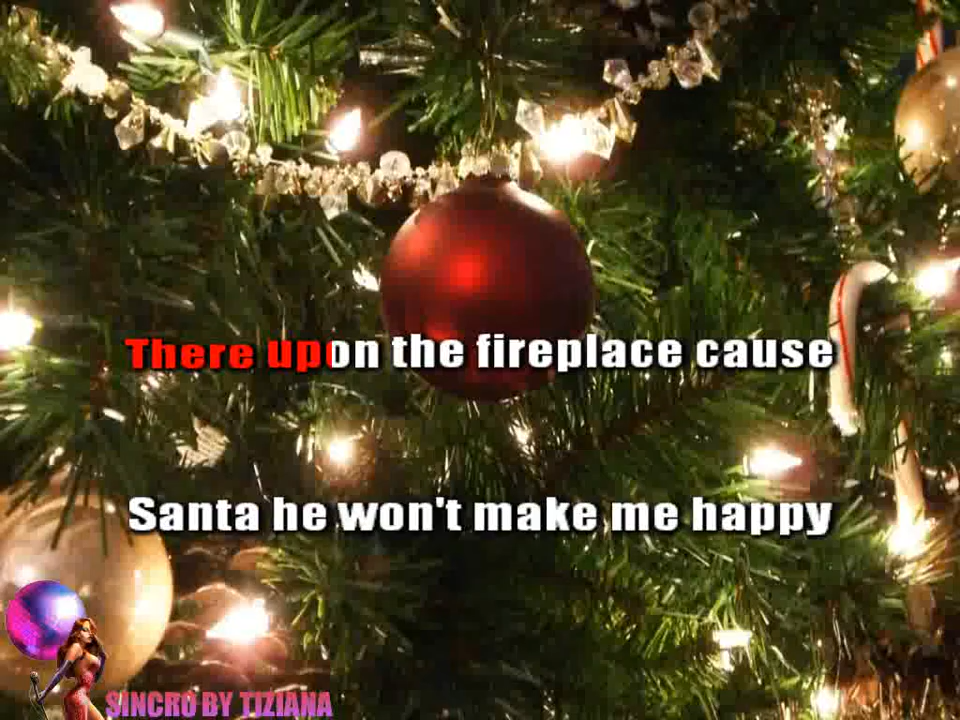 There upon the fireplace cause
Santa he won't make me happy
SINCRO BY TIZIANA